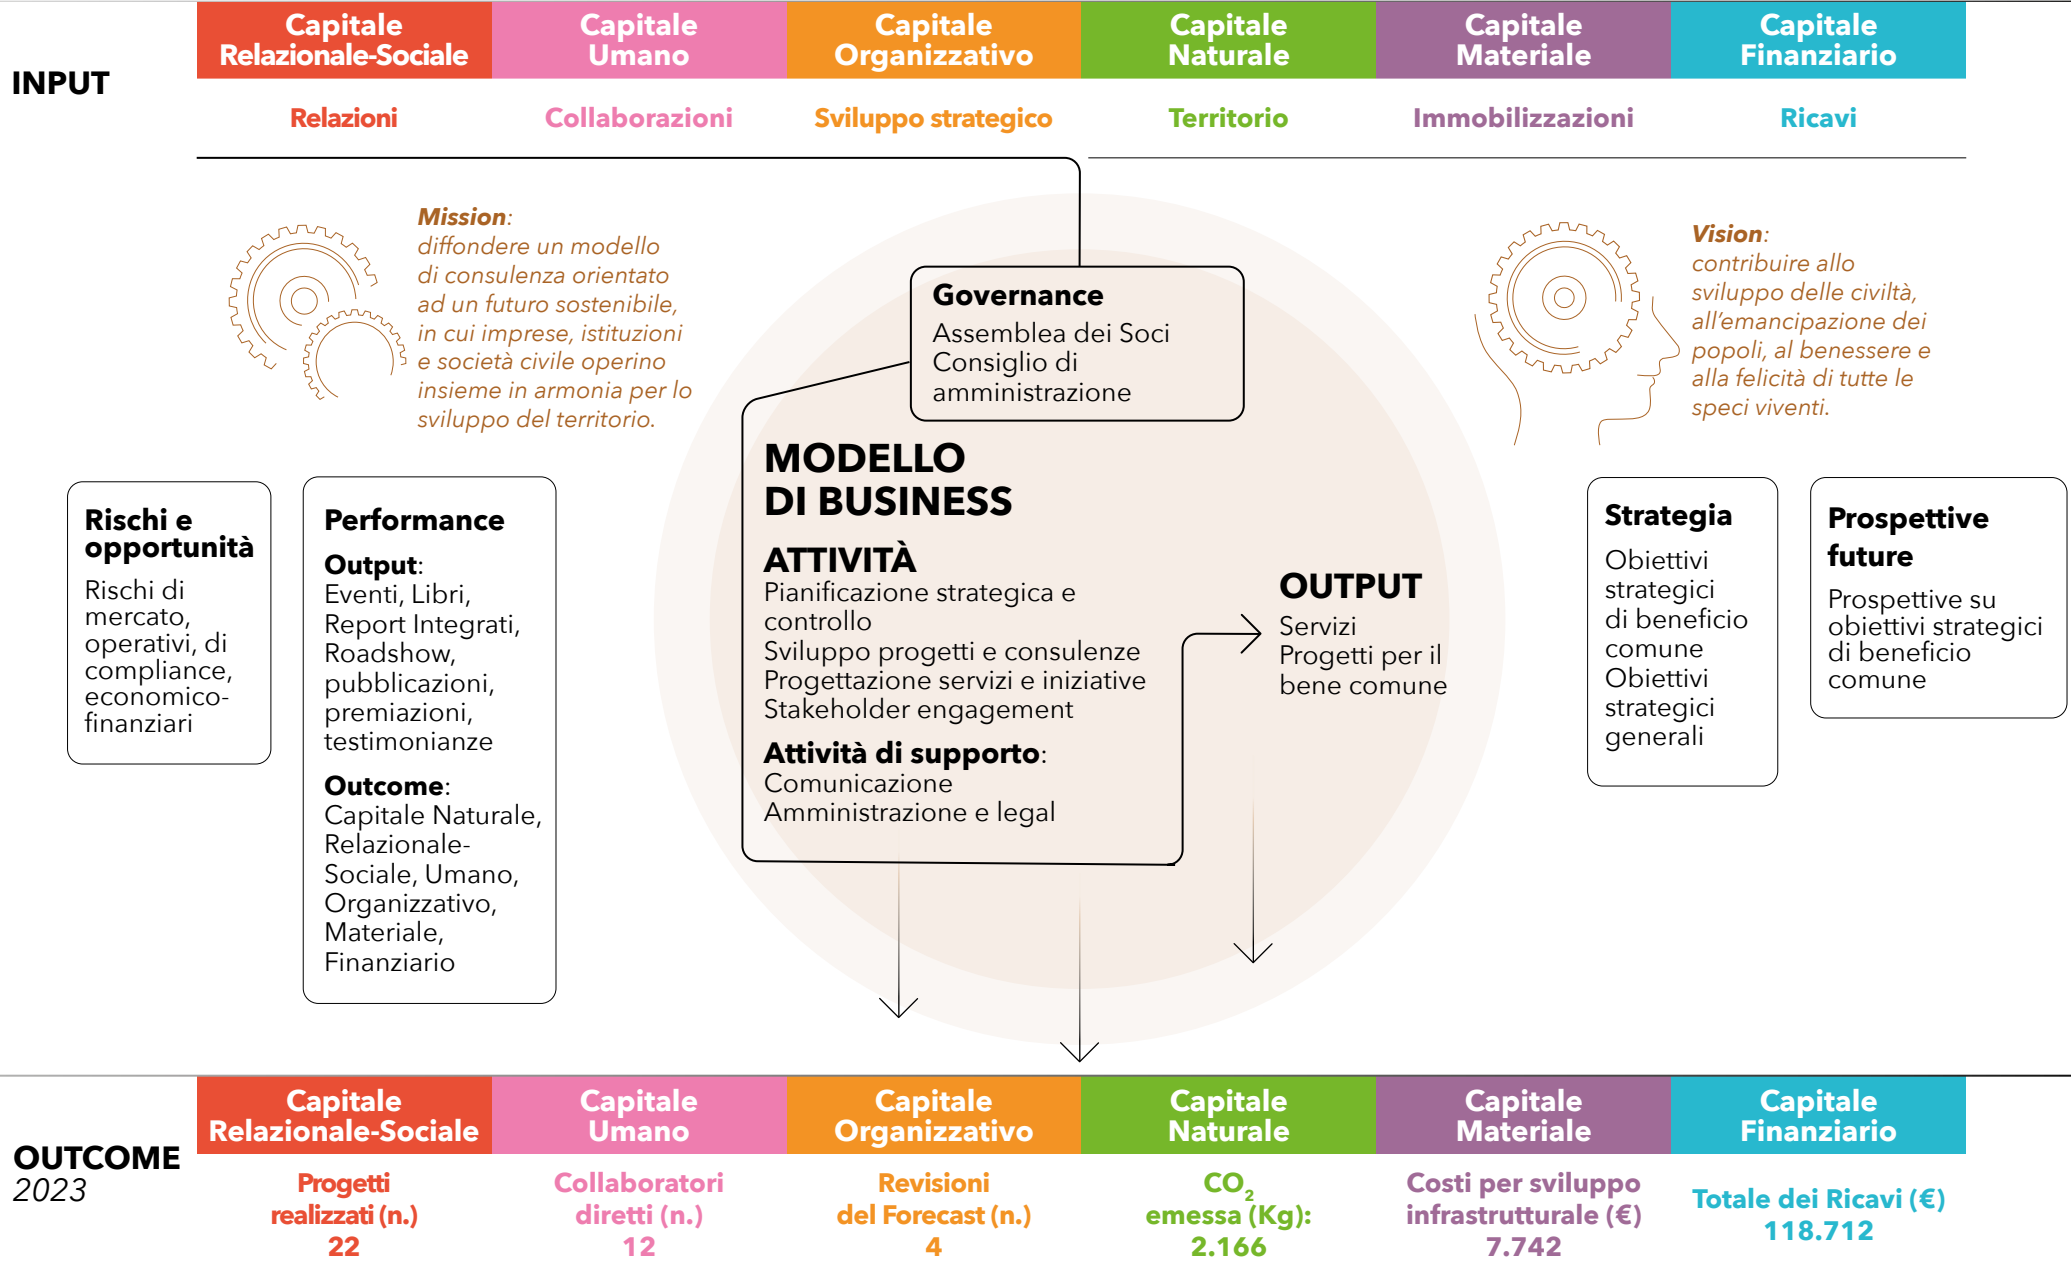 INPUT
Capitale
Relazionale-Sociale
Capitale
Umano
Capitale
Organizzativo
Capitale
Naturale
Capitale
Materiale
Capitale
Finanziario
Relazioni
Collaborazioni
Sviluppo strategico
Territorio
Immobilizzazioni
Ricavi
Mission:
diffondere un modello
di consulenza orientato
ad un futuro sostenibile,
in cui imprese, istituzioni
e società civile operino
insieme in armonia per lo
sviluppo del territorio.
Governance
Assemblea dei Soci
Consiglio di
amministrazione
Vision:
contribuire allo
sviluppo delle civiltà,
all'emancipazione dei
popoli, al benessere e
alla felicità di tutte le
speci viventi.
Rischi e
opportunità
Rischi di
mercato,
operativi, di
compliance,
economico-
finanziari
Performance
Output:
Eventi, Libri,
Report Integrati,
Roadshow,
pubblicazioni,
premiazioni,
testimonianze
Outcome:
Capitale Naturale,
Relazionale-
Sociale, Umano,
Organizzativo,
Materiale,
Finanziario
MODELLO
DI BUSINESS
ATTIVITÀ
Pianificazione strategica e
controllo
Sviluppo progetti e consulenze
Progettazione servizi e iniziative
Stakeholder engagement
Attività di supporto:
Comunicazione
Amministrazione e legal
OUTPUT
Servizi
Progetti per il
bene comune
Strategia
Obiettivi
strategici
di beneficio
comune
Obiettivi
strategici
generali
Prospettive
future
Prospettive su
obiettivi strategici
di beneficio
comune
OUTCOME
2023
Capitale
Relazionale-Sociale
Capitale
Umano
Capitale
Organizzativo
Capitale
Naturale
Capitale
Materiale
Capitale
Finanziario
Progetti
realizzati (n.)
22
Collaboratori
diretti (n.)
12
Revisioni
del Forecast (n.)
4
CO₂
emessa (Kg):
2.166
Costi per sviluppo
infrastrutturale (€)
7.742
Totale dei Ricavi (€)
118.712